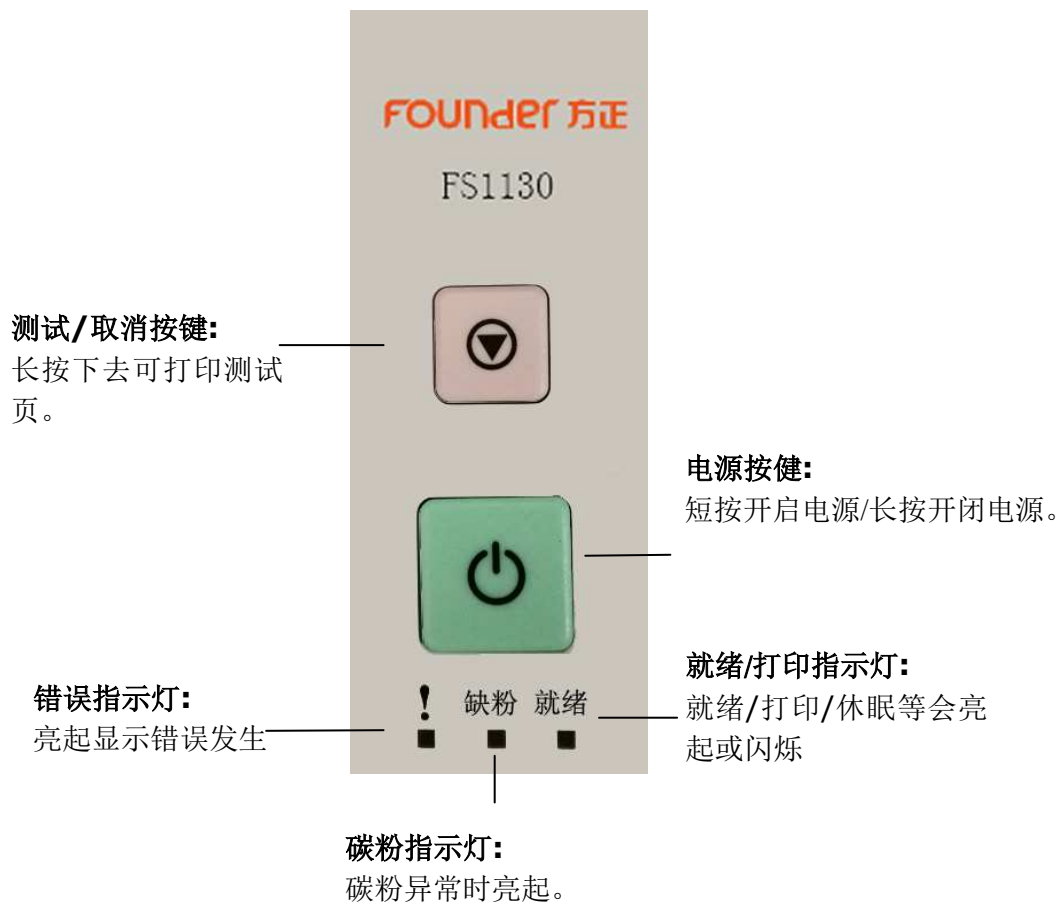 FOUNDER 方正
FS1130
测试/取消按键:
长按下去可打印测试
页。
电源按健:
短按开启电源/长按开闭电源。
就绪/打印指示灯:
就绪/打印/休眠等会亮
起或闪烁
错误指示灯:
亮起显示错误发生
! 缺粉 就绪
碳粉指示灯:
碳粉异常时亮起。